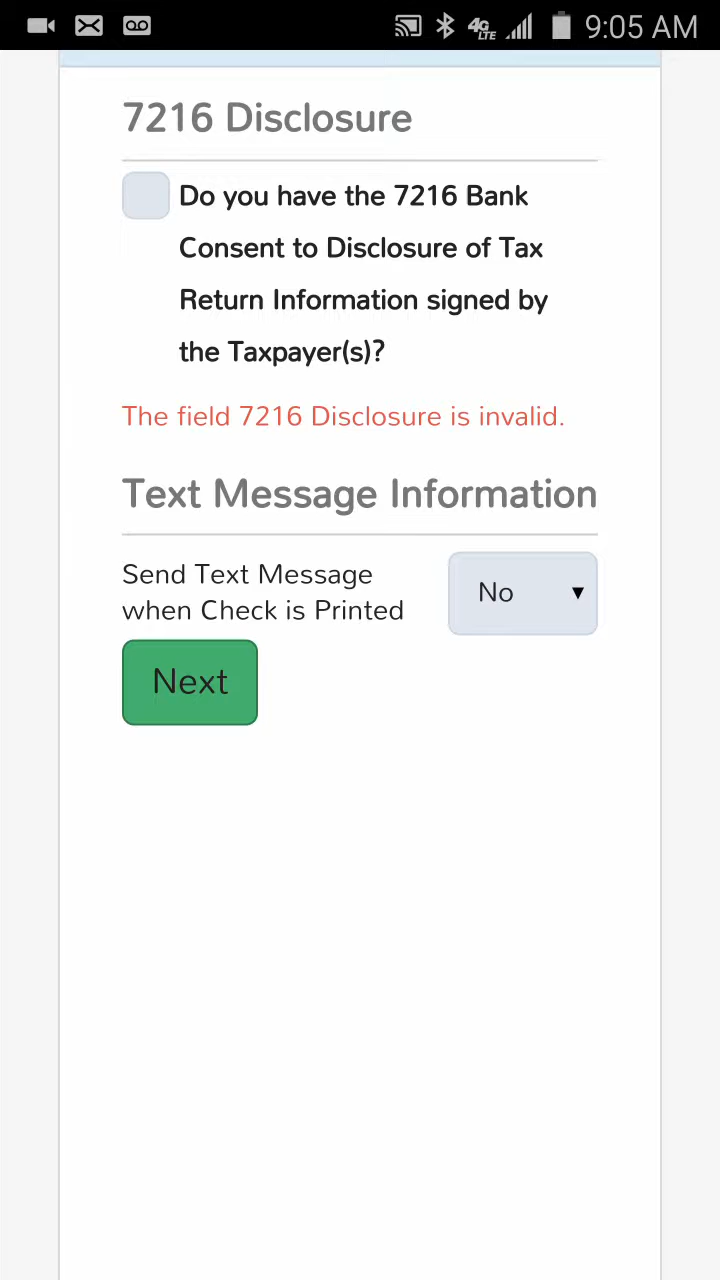 9:05 AM
7216 Disclosure
Do you have the 7216 Bank
Consent to Disclosure of Tax
Return Information signed by
the Taxpayer(s)?
The field 7216 Disclosure is invalid.
Text Message Information
Send Text Message
when Check is Printed
No
Next
4G LTE